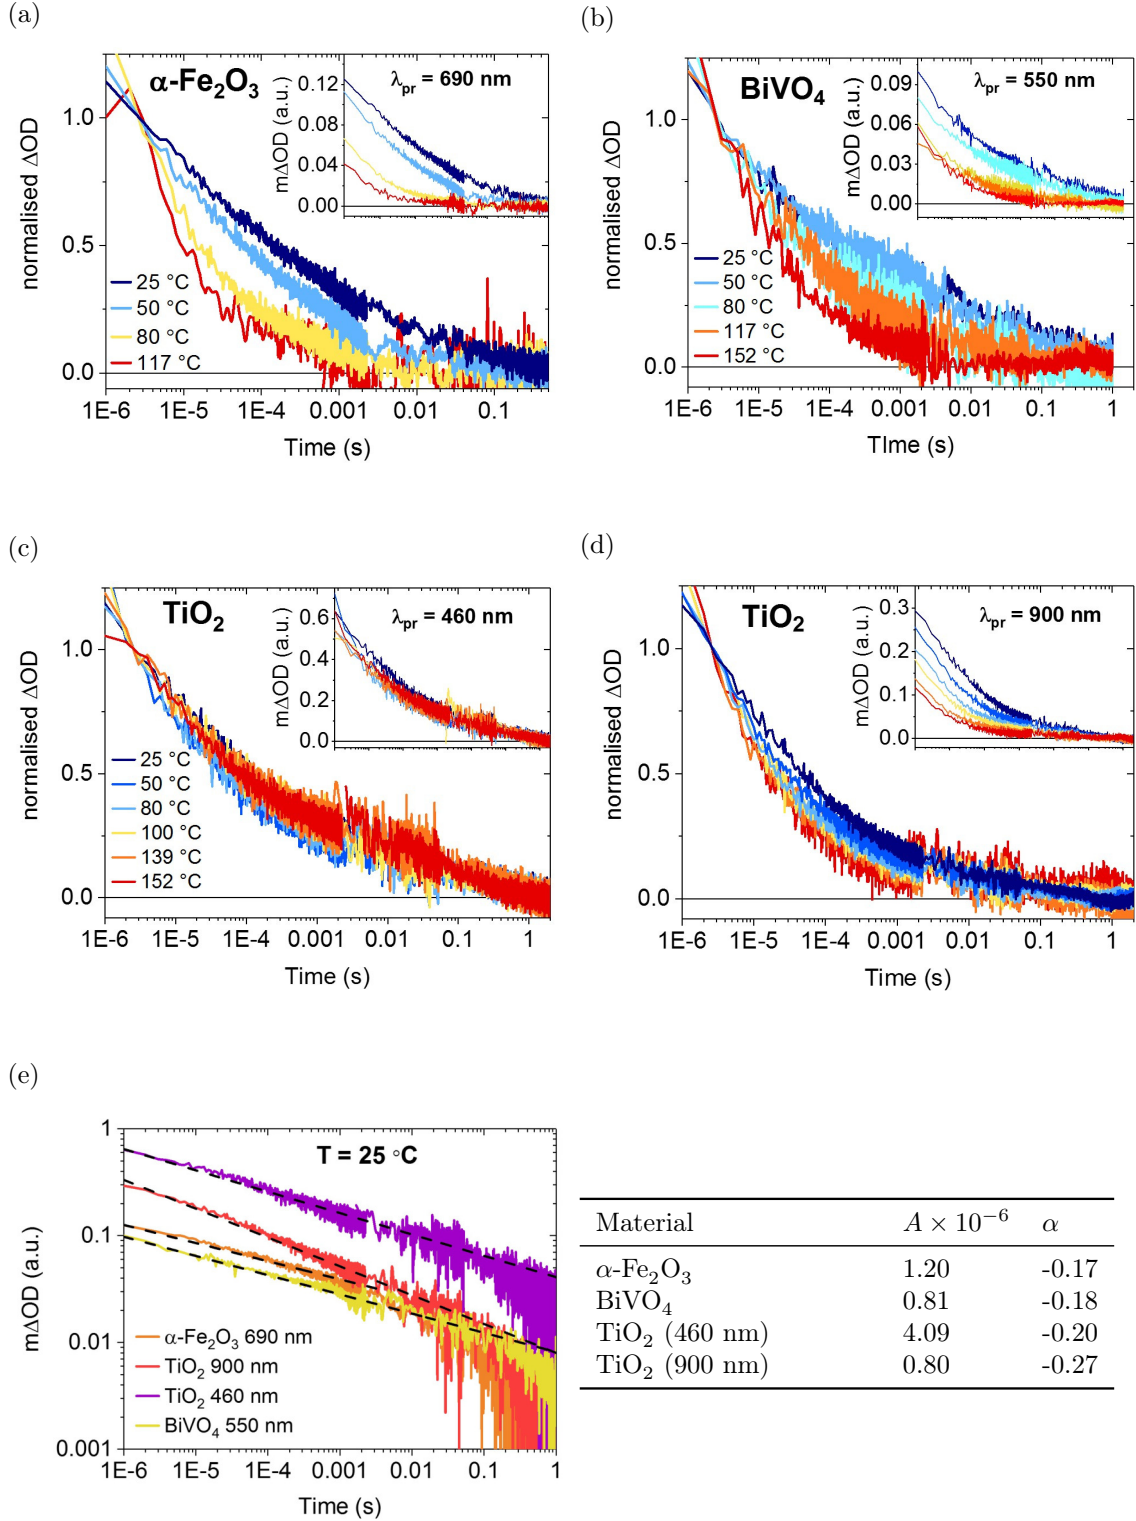 (a)
α-Fe₂O₃
λpr = 690 nm
mΔOD (a.u.)
0.12
0.08
0.04
0.00
normalised ΔOD
1.0
0.5
0.0
25 °C
50 °C
80 °C
117 °C
1E-6 1E-5 1E-4 0.001 0.01 0.1
Time (s)
(b)
BiVO₄
λpr = 550 nm
mΔOD (a.u.)
0.09
0.06
0.03
0.00
normalised ΔOD
1.0
0.5
0.0
25 °C
50 °C
80 °C
117 °C
152 °C
1E-6 1E-5 1E-4 0.001 0.01 0.1 1
TIme (s)
(c)
TiO₂
λpr = 460 nm
mΔOD (a.u.)
0.6
0.4
0.2
0.0
normalised ΔOD
1.0
0.5
0.0
25 °C
50 °C
80 °C
100 °C
139 °C
152 °C
1E-6 1E-5 1E-4 0.001 0.01 0.1 1
Time (s)
(d)
TiO₂
λpr = 900 nm
mΔOD (a.u.)
0.3
0.2
0.1
0.0
normalised ΔOD
1.0
0.5
0.0
1E-6 1E-5 1E-4 0.001 0.01 0.1 1
Time (s)
(e)
T = 25 °C
mΔOD (a.u.)
1
0.1
0.01
0.001
α-Fe₂O₃ 690 nm
TiO₂ 900 nm
TiO₂ 460 nm
BiVO₄ 550 nm
1E-6 1E-5 1E-4 0.001 0.01 0.1 1
Time (s)
Material A × 10⁻⁶ α
α-Fe₂O₃ 1.20 -0.17
BiVO₄ 0.81 -0.18
TiO₂ (460 nm) 4.09 -0.20
TiO₂ (900 nm) 0.80 -0.27